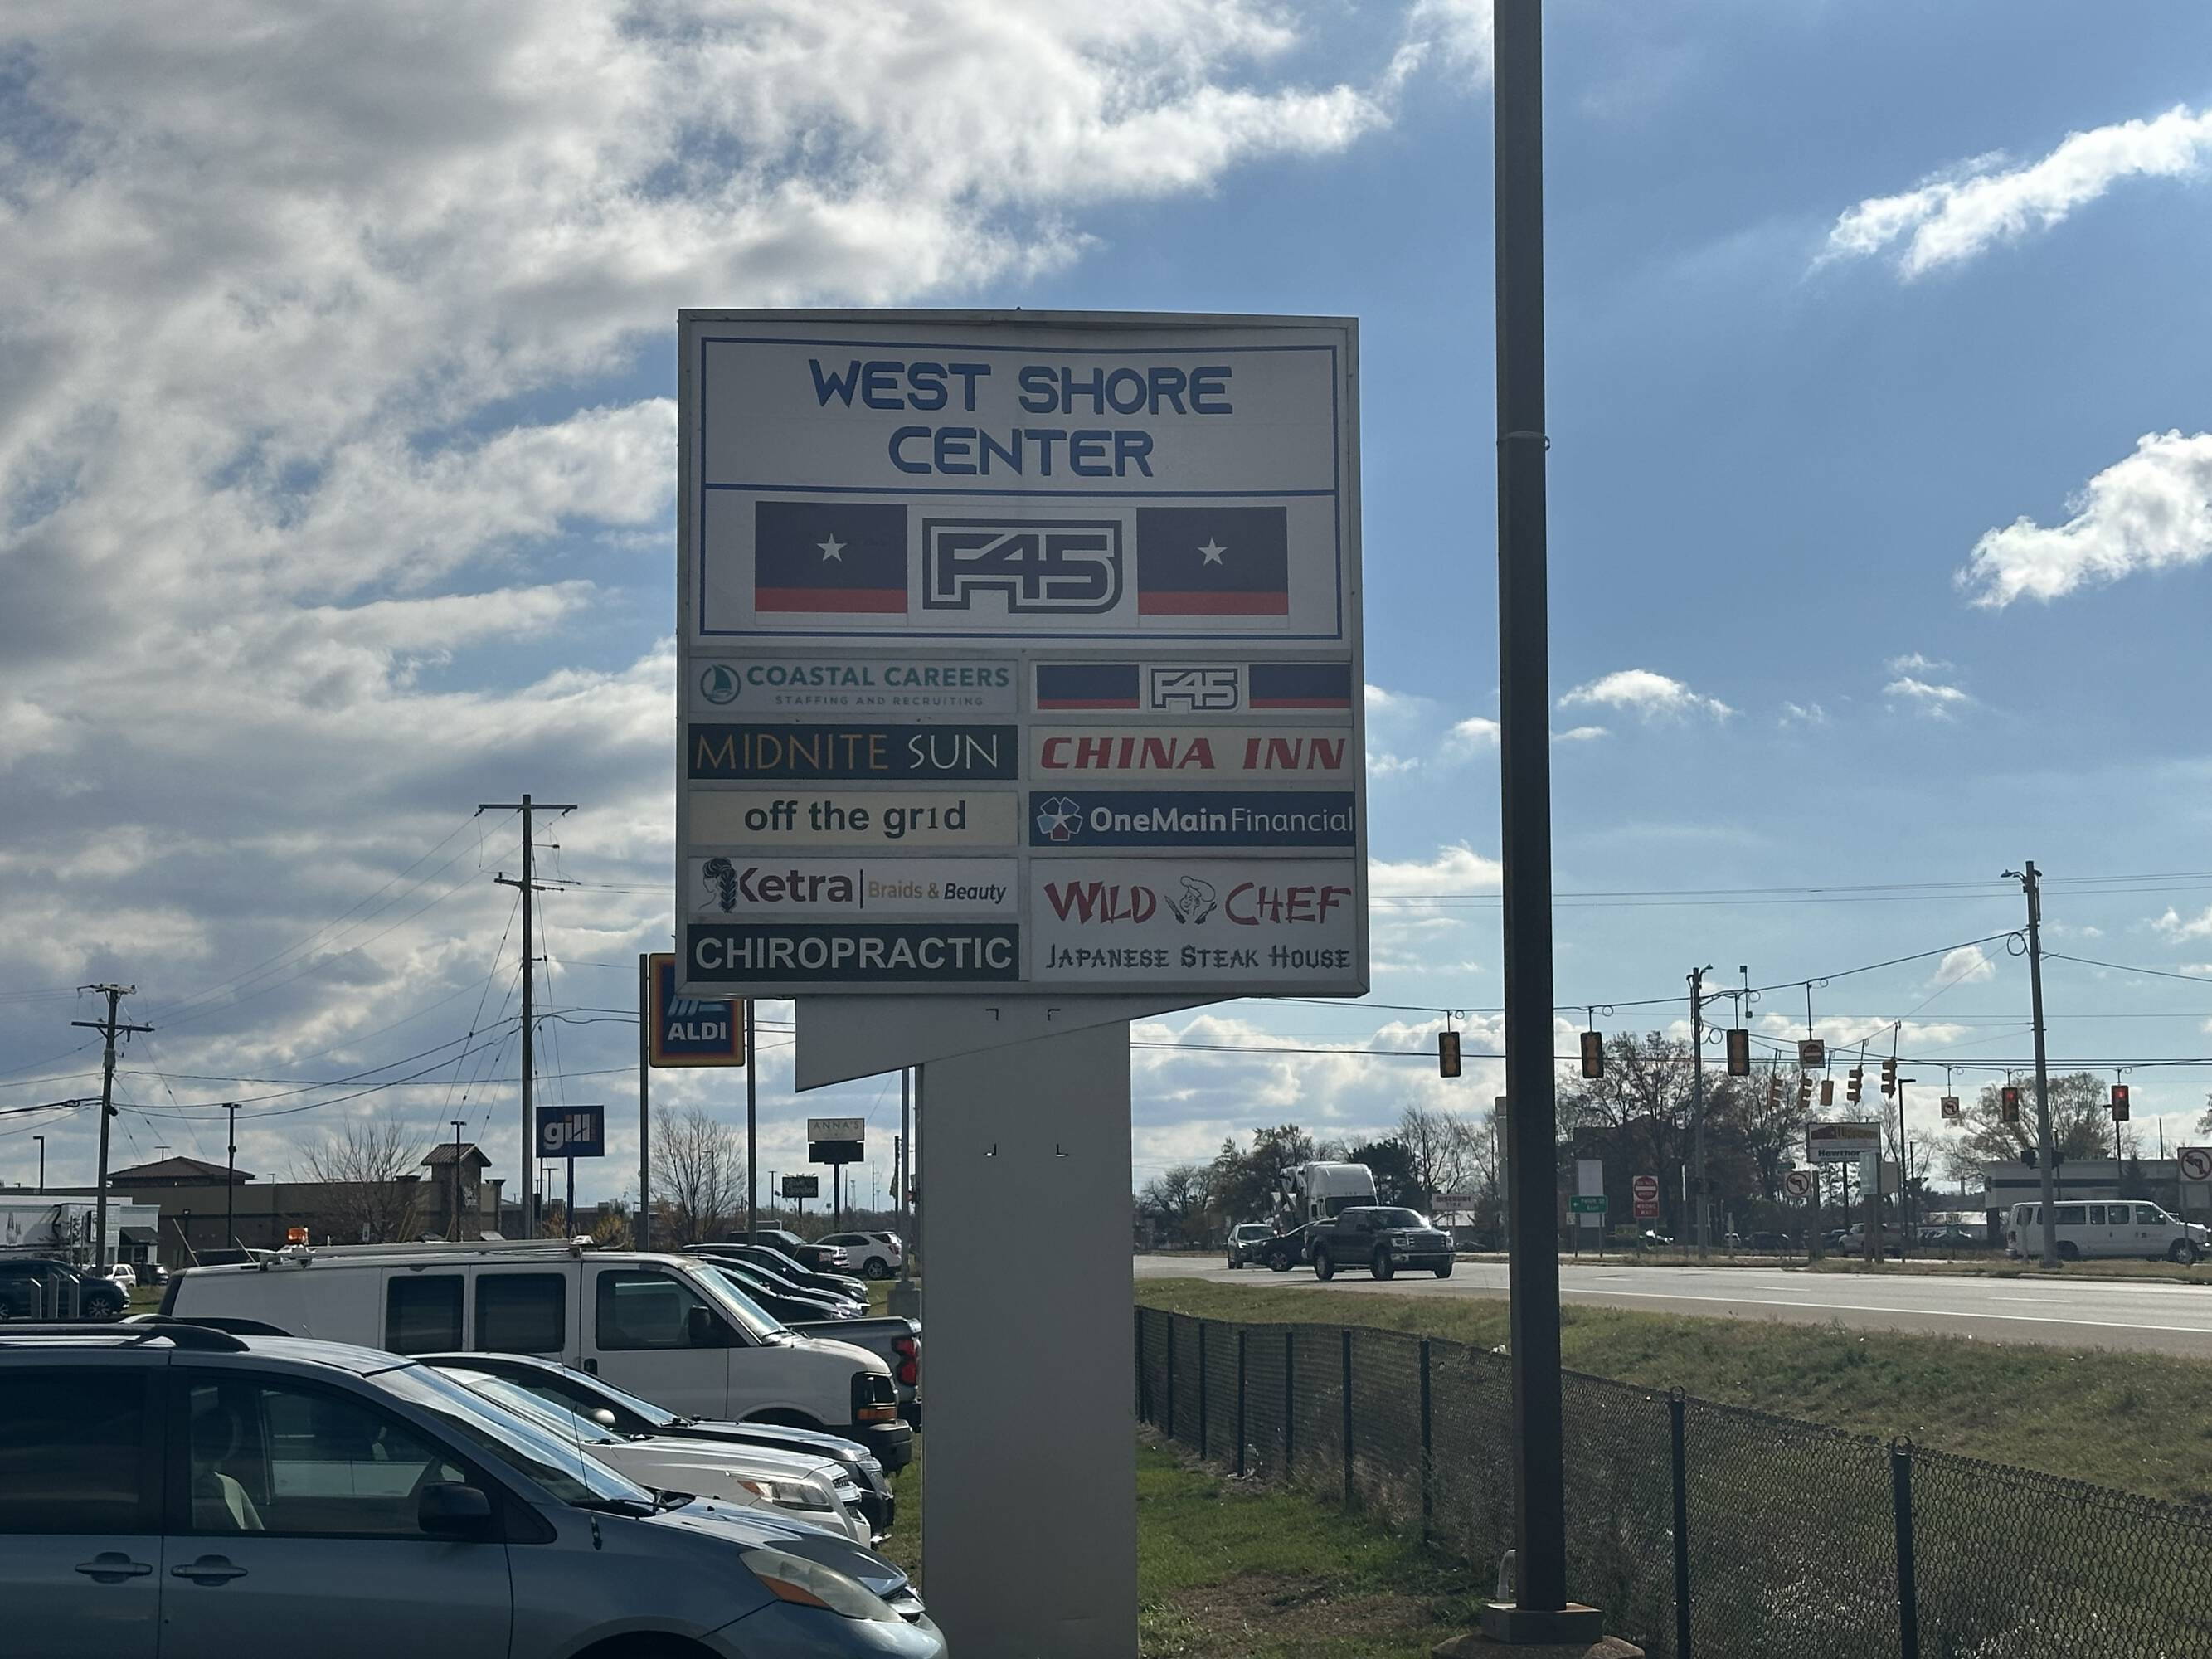 WEST SHORE
CENTER
F45
COASTAL CAREERS
STAFFING AND RECRUITING
F45
MIDNITE SUN
CHINA INN
off the gr1d
OneMain Financial
Ketra | Braids & Beauty
WILD CHEF
JAPANESE STEAK HOUSE
CHIROPRACTIC
ALDI
gill
ANNA'S